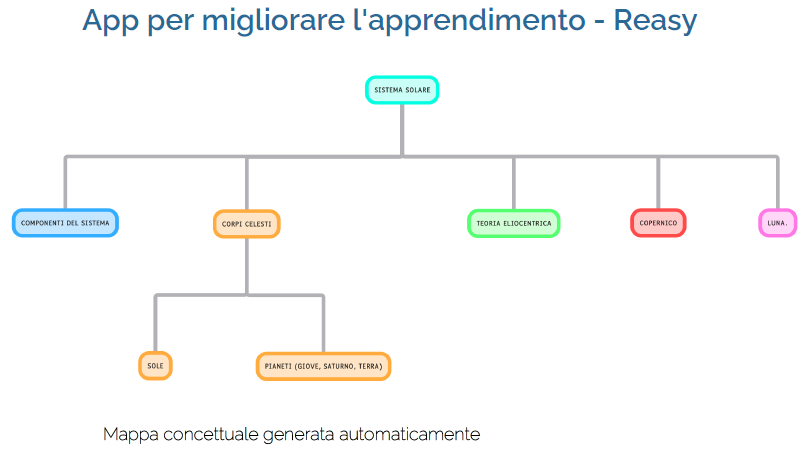 App per migliorare l'apprendimento - Reasy
SISTEMA SOLARE
COMPONENTI DEL SISTEMA
CORPI CELESTI
TEORIA ELIOCENTRICA
COPERNICO
LUNA.
SOLE
PIANETI (GIOVE, SATURNO, TERRA)
Mappa concettuale generata automaticamente